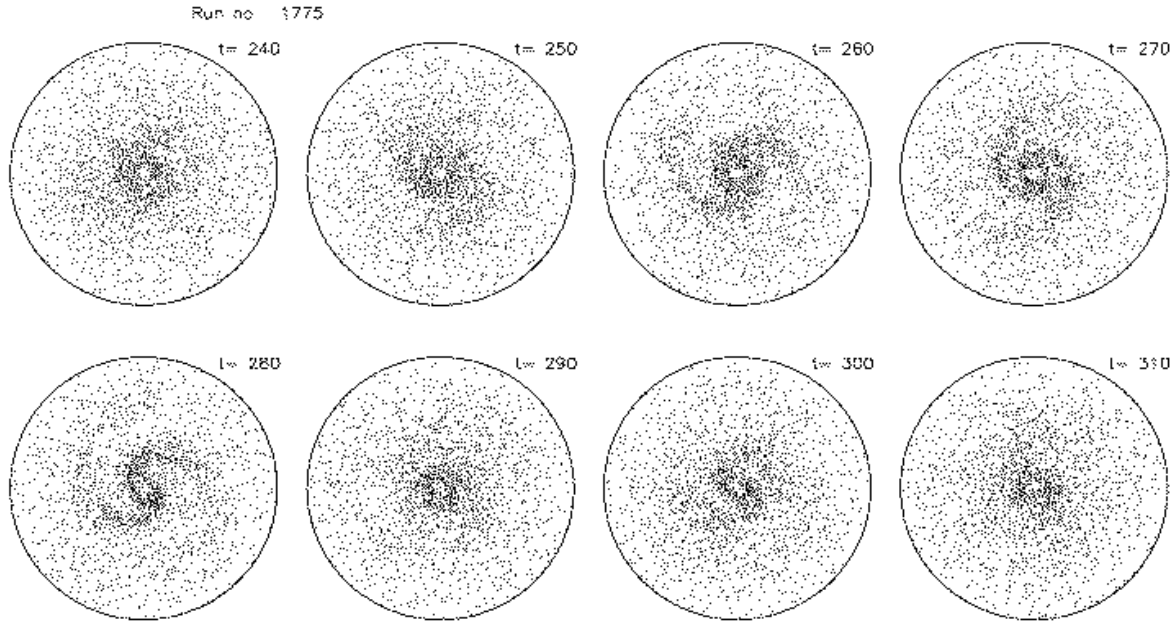 Run no 1775
t= 240
t= 250
t= 260
t= 270
t= 280
t= 290
t= 300
t= 310